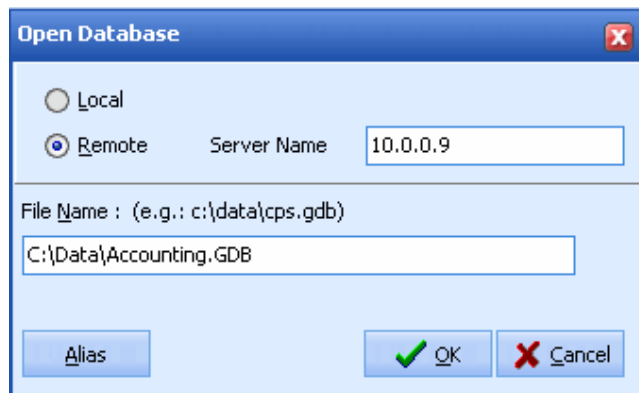 Open Database
Local
Remote Server Name 10.0.0.9
File Name : (e.g.: c:\data\cps.gdb)
C:\Data\Accounting.GDB
Alias OK Cancel